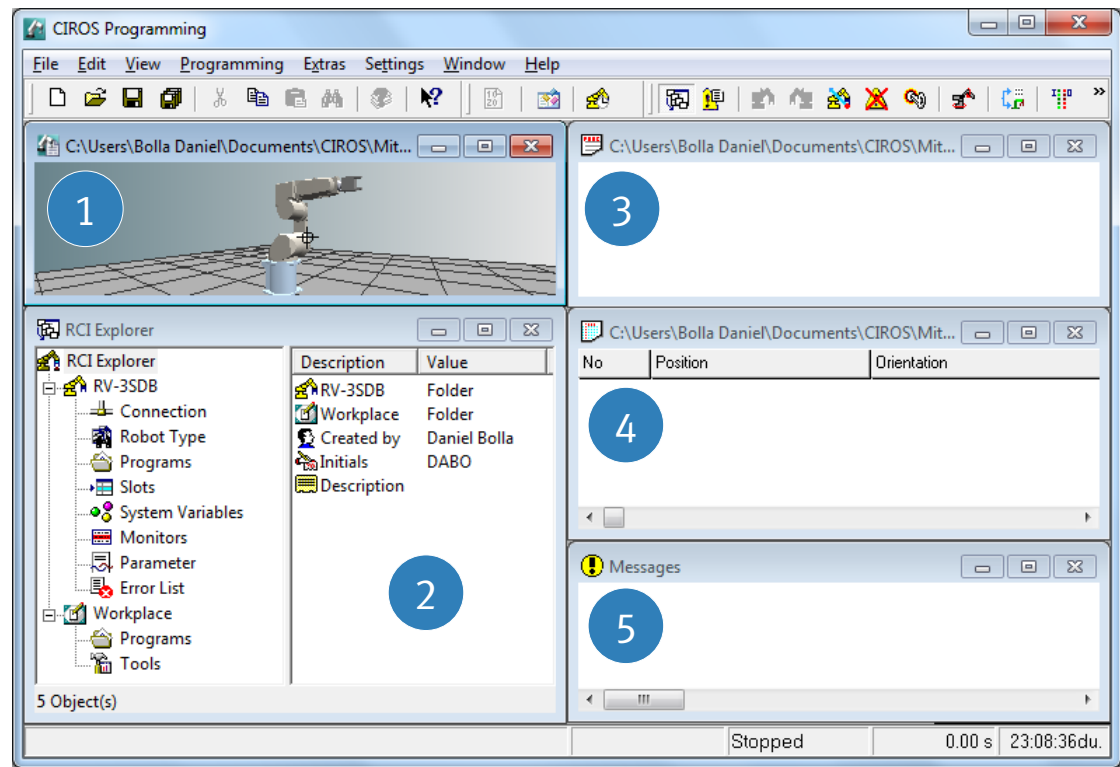 CIROS Programming
File Edit View Programming Extras Settings Window Help
C:\Users\Bolla Daniel\Documents\CIROS\Mit...
1
C:\Users\Bolla Daniel\Documents\CIROS\Mit...
3
RCI Explorer
RCI Explorer
RV-3SDB
Connection
Robot Type
Programs
Slots
System Variables
Monitors
Parameter
Error List
Workplace
Programs
Tools
Description Value
RV-3SDB Folder
Workplace Folder
Created by Daniel Bolla
Initials DABO
Description
2
5 Object(s)
C:\Users\Bolla Daniel\Documents\CIROS\Mit...
No Position Orientation
4
Messages
5
Stopped 0.00 s 23:08:36du.